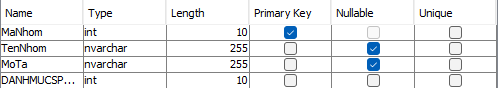 Name Type Length Primary Key Nullable Unique
MaNhom int 10
TenNhom nvarchar 255
MoTa nvarchar 255
DANHMUCSP... int 10